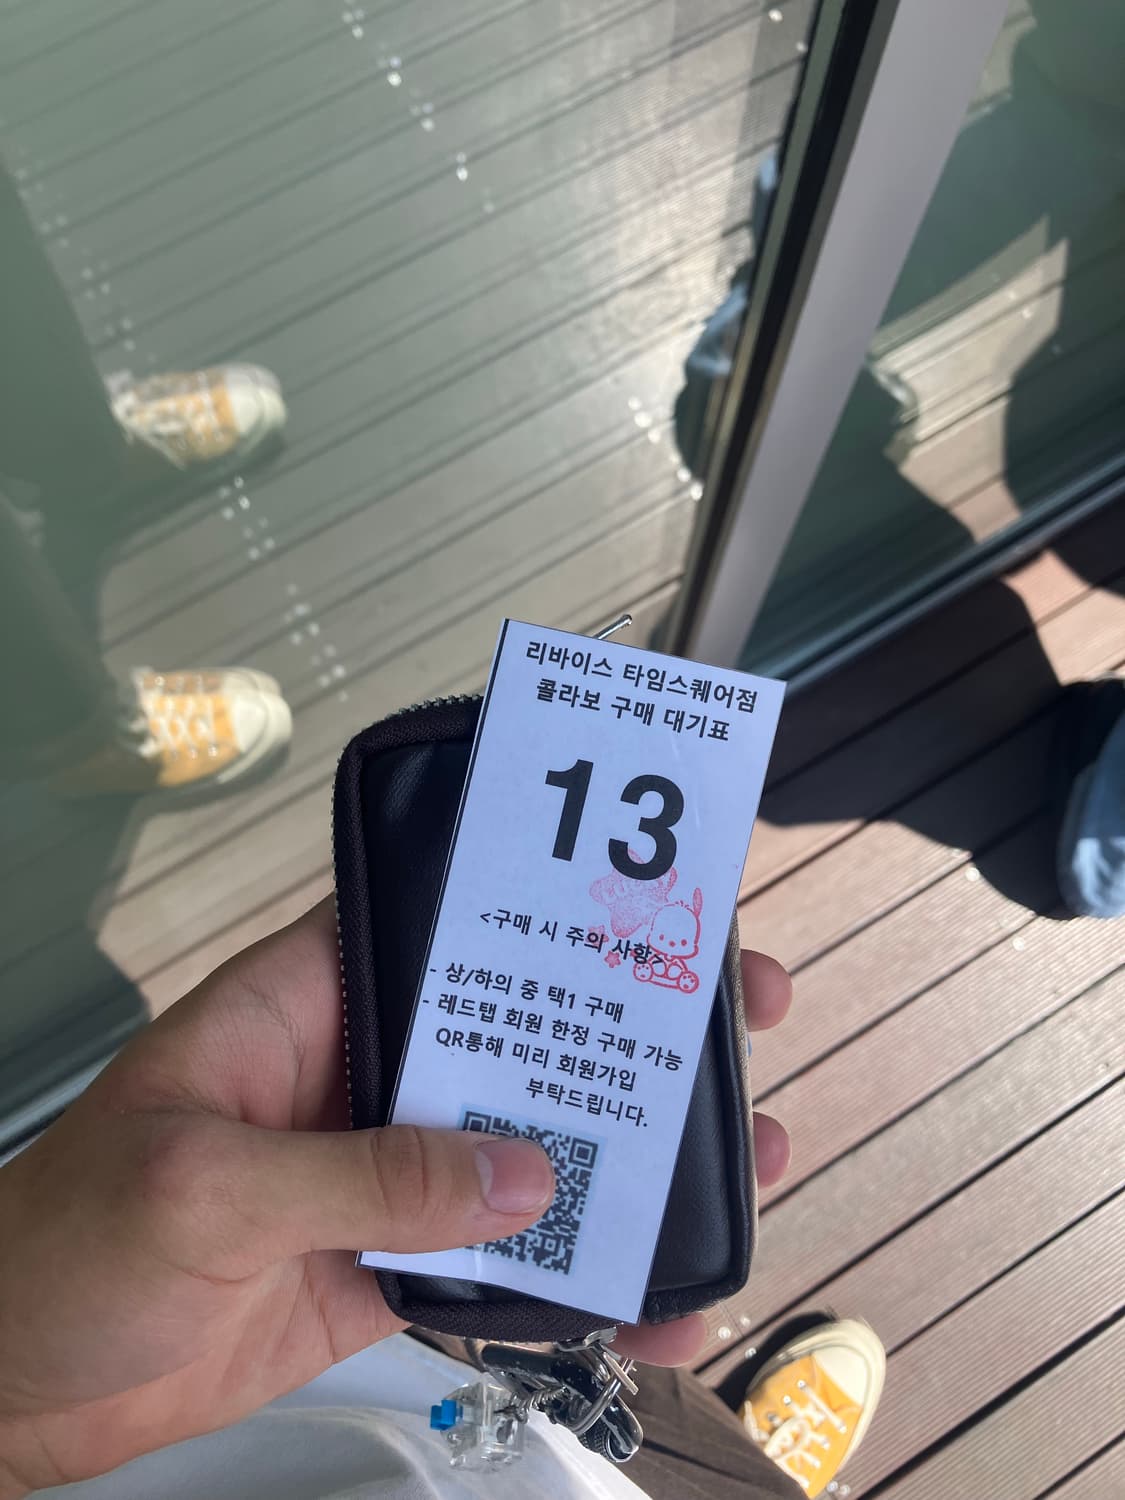 리바이스 타임스퀘어점
콜라보 구매 대기표
13
<구매 시 주의 사항>
- 상/하의 중 택1 구매
- 레드탭 회원 한정 구매 가능
QR통해 미리 회원가입
부탁드립니다.